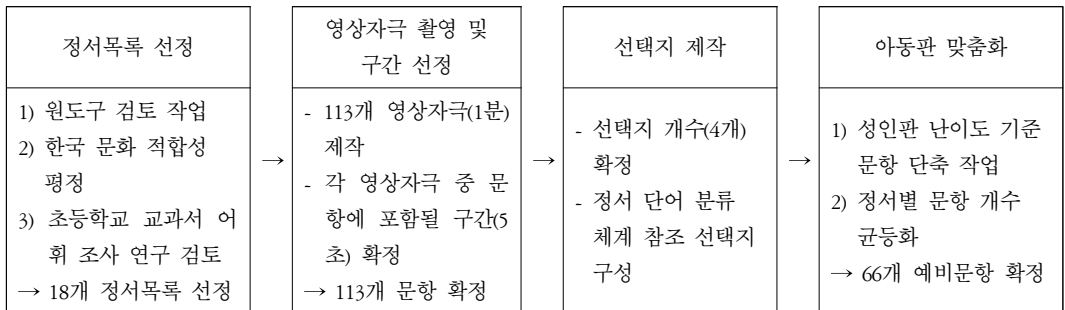 정서목록 선정
1) 원도구 검토 작업
2) 한국 문화 적합성
평정
3) 초등학교 교과서 어
휘 조사 연구 검토
→ 18개 정서목록 선정
→
영상자극 촬영 및
구간 선정
- 113개 영상자극(1분)
제작
- 각 영상자극 중 문
항에 포함될 구간(5
초) 확정
→ 113개 문항 확정
→
선택지 제작
- 선택지 개수(4개)
확정
- 정서 단어 분류
체계 참조 선택지
구성
→
아동판 맞춤화
1) 성인판 난이도 기준
문항 단축 작업
2) 정서별 문항 개수
균등화
→ 66개 예비문항 확정